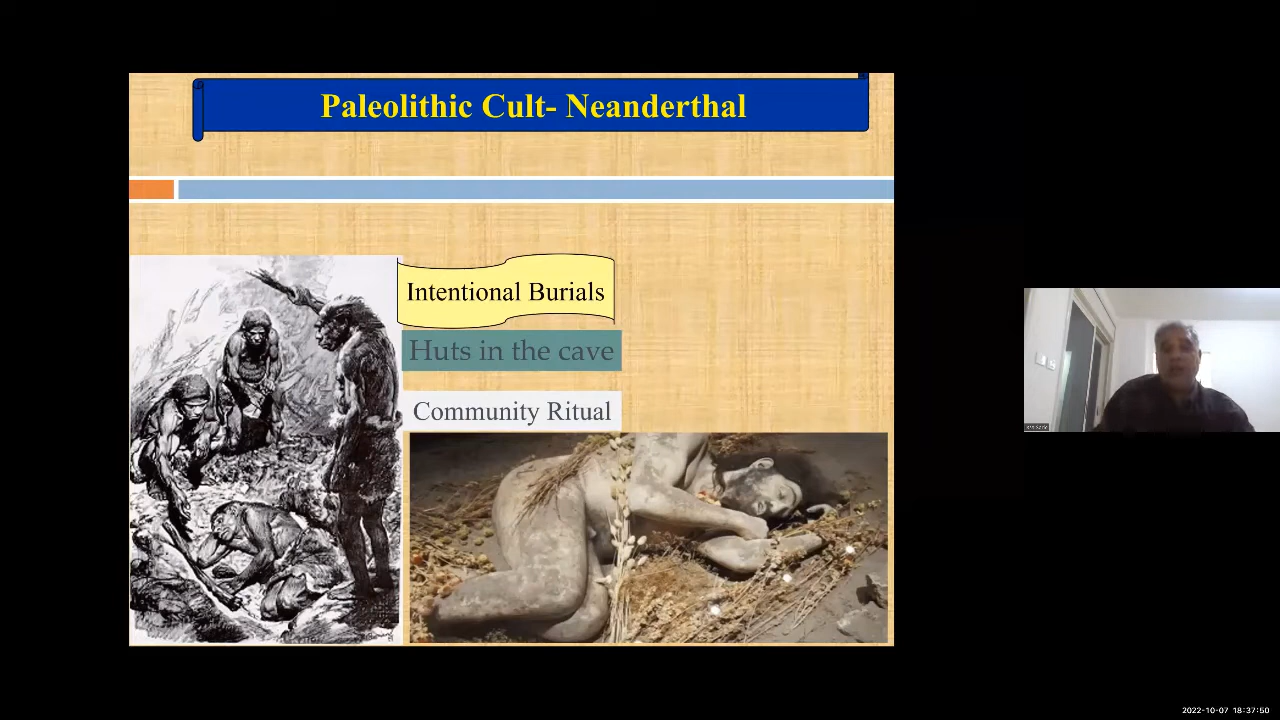 Paleolithic Cult- Neanderthal
Intentional Burials
Huts in the cave
Community Ritual
2022-10-07 18:37:50